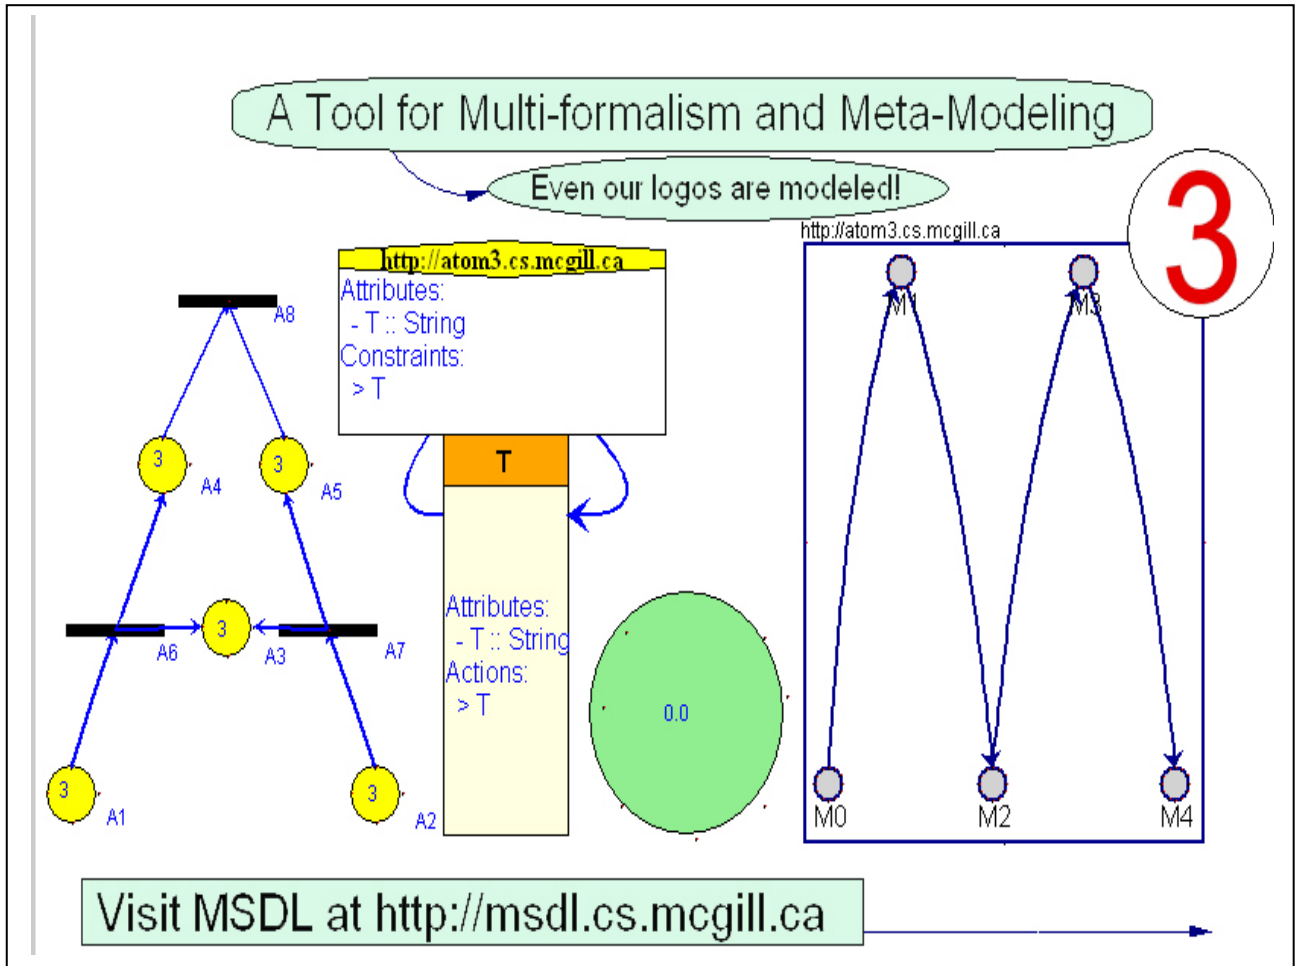 A Tool for Multi-formalism and Meta-Modeling
Even our logos are modeled!
3
http://atom3.cs.mcgill.ca
http://atom3.cs.mcgill.ca
Attributes:
- T :: String
Constraints:
> T
A8
M1
M3
3
A4
3
A5
T
Attributes:
- T :: String
Actions:
> T
A6
3
A3
A7
0.0
3
A1
3
A2
M0
M2
M4
Visit MSDL at http://msdl.cs.mcgill.ca